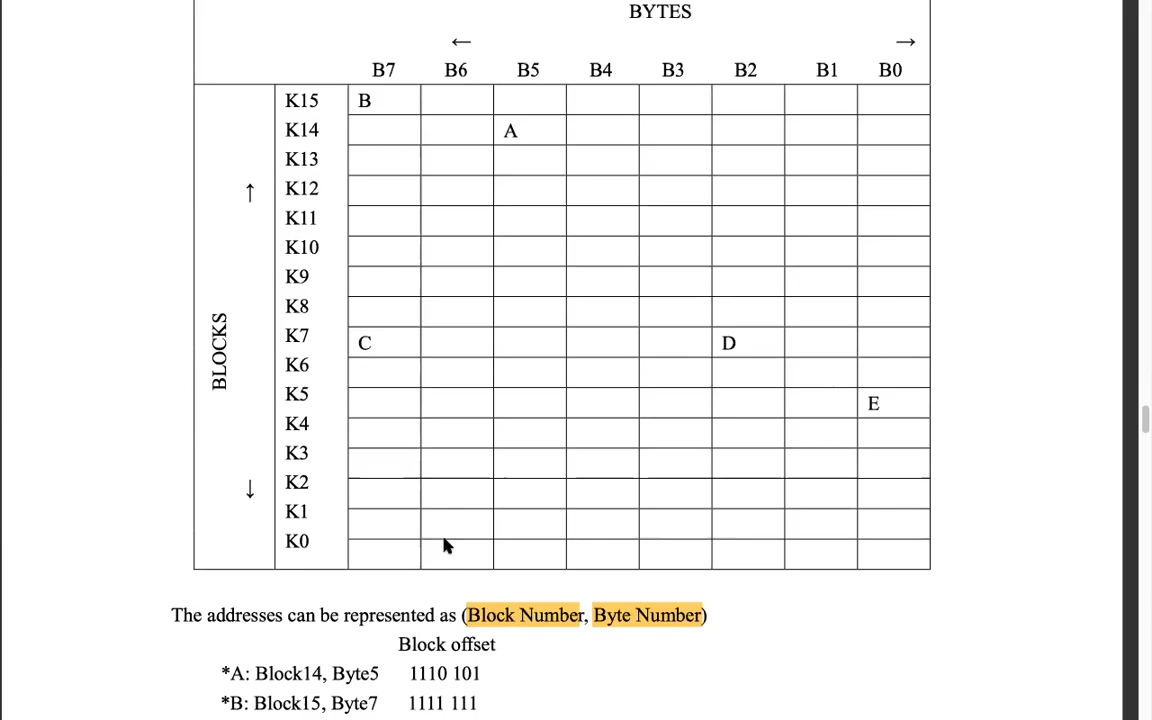 BYTES
← →
B7 B6 B5 B4 B3 B2 B1 B0
K15 B
K14 A
K13
↑ K12
K11
K10
K9
K8
BLOCKS
K7 C D
K6
K5 E
K4
K3
↓ K2
K1
K0
The addresses can be represented as (Block Number, Byte Number)
Block offset
*A: Block14, Byte5 1110 101
*B: Block15, Byte7 1111 111